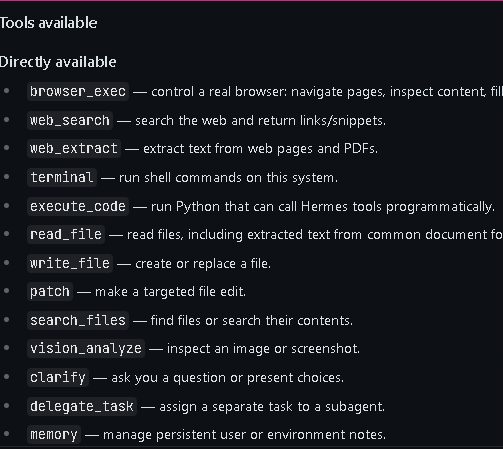 Tools available
Directly available
• browser_exec — control a real browser: navigate pages, inspect content, fill
• web_search — search the web and return links/snippets.
• web_extract — extract text from web pages and PDFs.
• terminal — run shell commands on this system.
• execute_code — run Python that can call Hermes tools programmatically.
• read_file — read files, including extracted text from common document fo
• write_file — create or replace a file.
• patch — make a targeted file edit.
• search_files — find files or search their contents.
• vision_analyze — inspect an image or screenshot.
• clarify — ask you a question or present choices.
• delegate_task — assign a separate task to a subagent.
• memory — manage persistent user or environment notes.